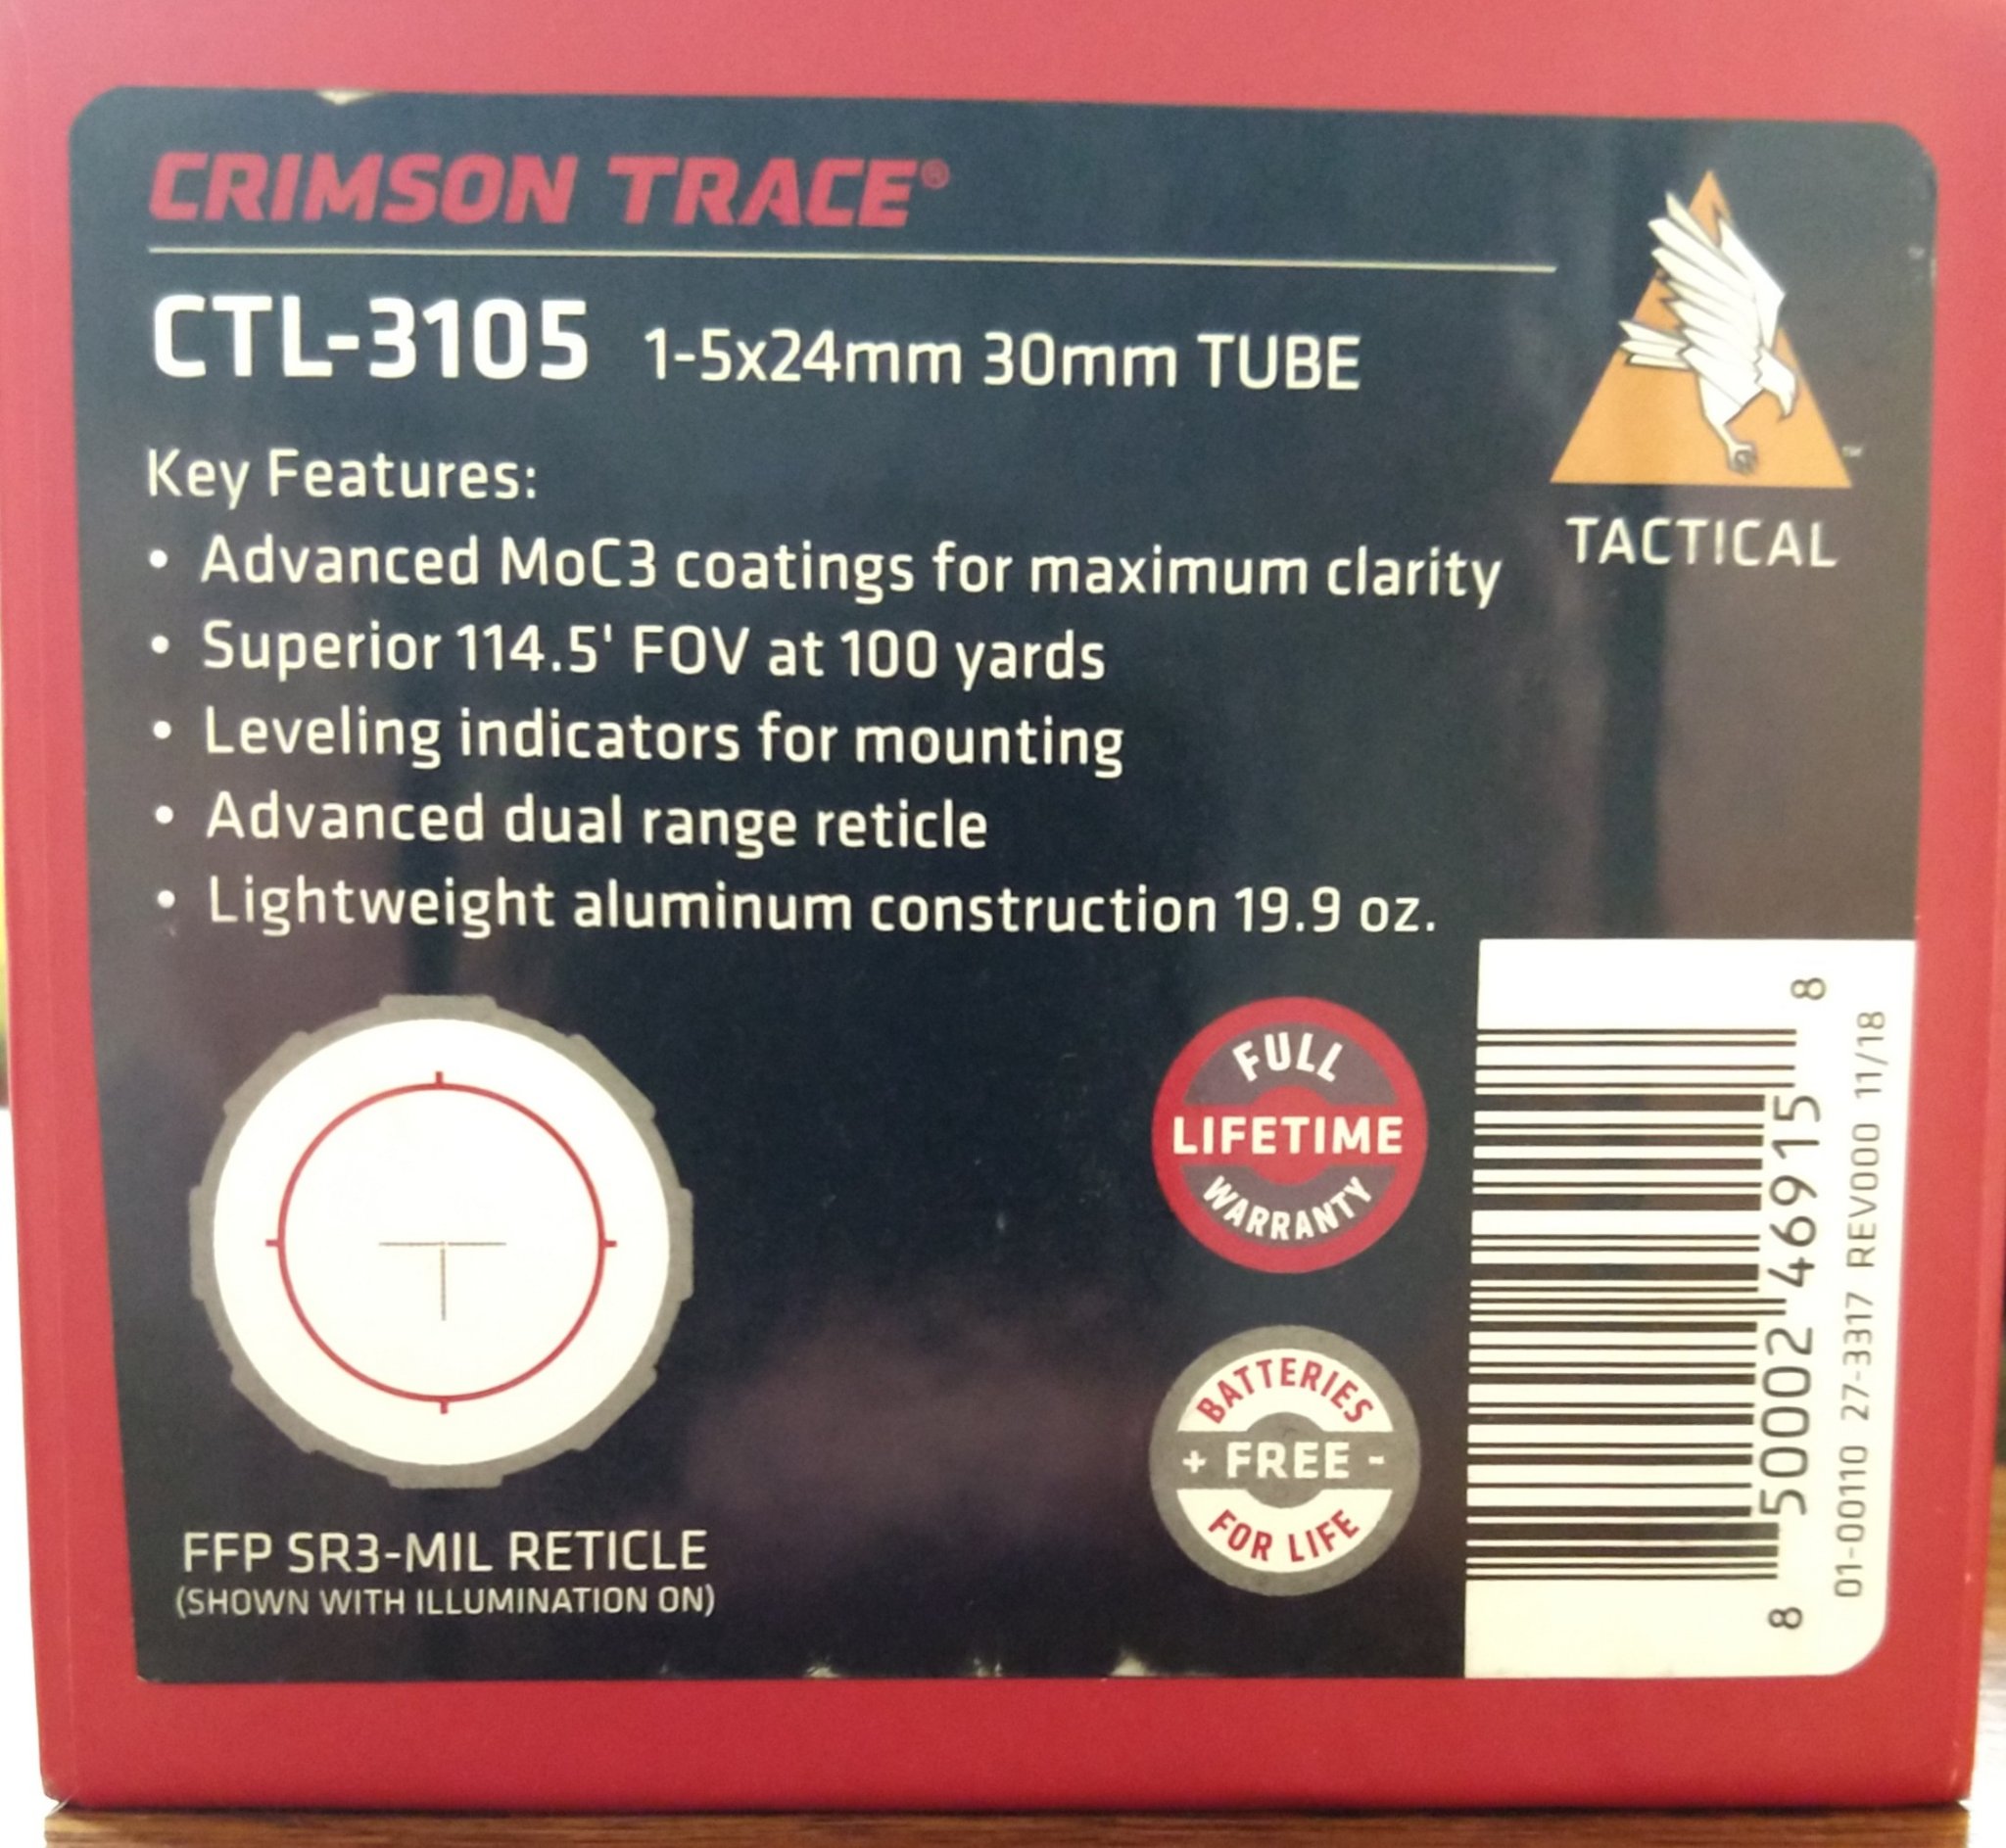 CRIMSON TRACE®
CTL-3105 1-5x24mm 30mm TUBE
™
TACTICAL
Key Features:
• Advanced MoC3 coatings for maximum clarity
• Superior 114.5' FOV at 100 yards
• Leveling indicators for mounting
• Advanced dual range reticle
• Lightweight aluminum construction 19.9 oz.
FULL
LIFETIME
WARRANTY
BATTERIES
+ FREE -
FOR LIFE
FFP SR3-MIL RETICLE
(SHOWN WITH ILLUMINATION ON)
8 50002 46915 8
01-00110 27-3317 REV000 11/18